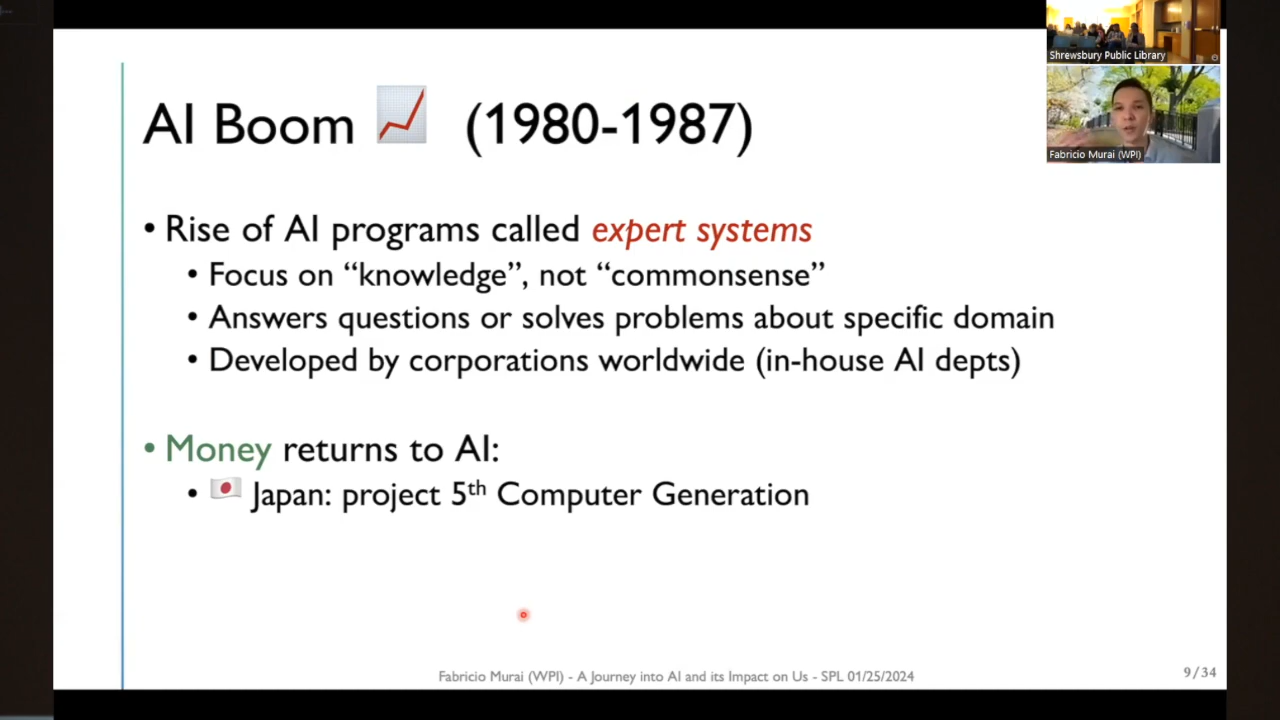 Shrewsbury Public Library
Fabricio Murai (WPI)
AI Boom 📈 (1980-1987)
• Rise of AI programs called expert systems
• Focus on “knowledge”, not “commonsense”
• Answers questions or solves problems about specific domain
• Developed by corporations worldwide (in-house AI depts)
• Money returns to AI:
• 🇯🇵 Japan: project 5th Computer Generation
Fabricio Murai (WPI) - A Journey into AI and its Impact on Us - SPL 01/25/2024
9/34